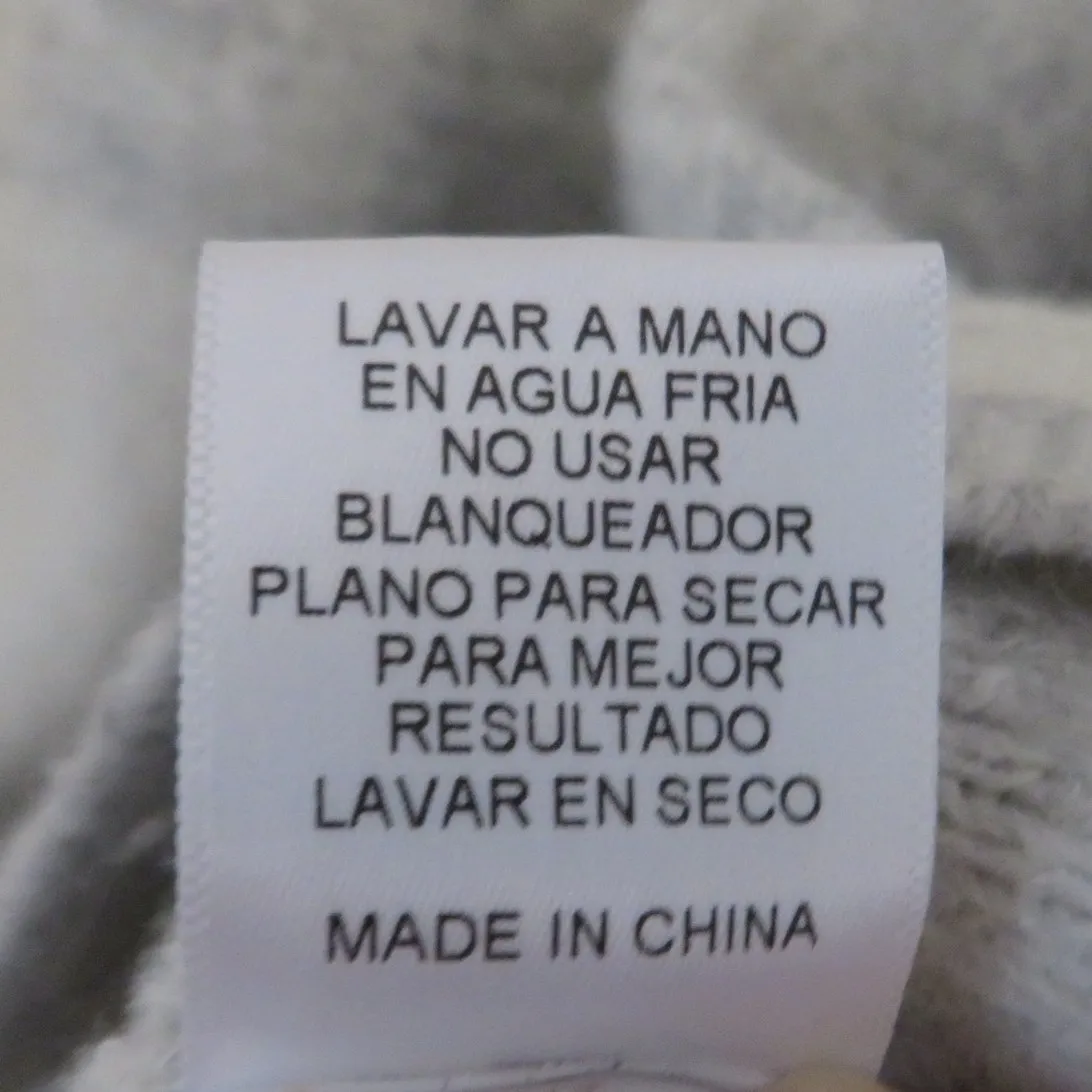 LAVAR A MANO
EN AGUA FRIA
NO USAR
BLANQUEADOR
PLANO PARA SECAR
PARA MEJOR
RESULTADO
LAVAR EN SECO
MADE IN CHINA